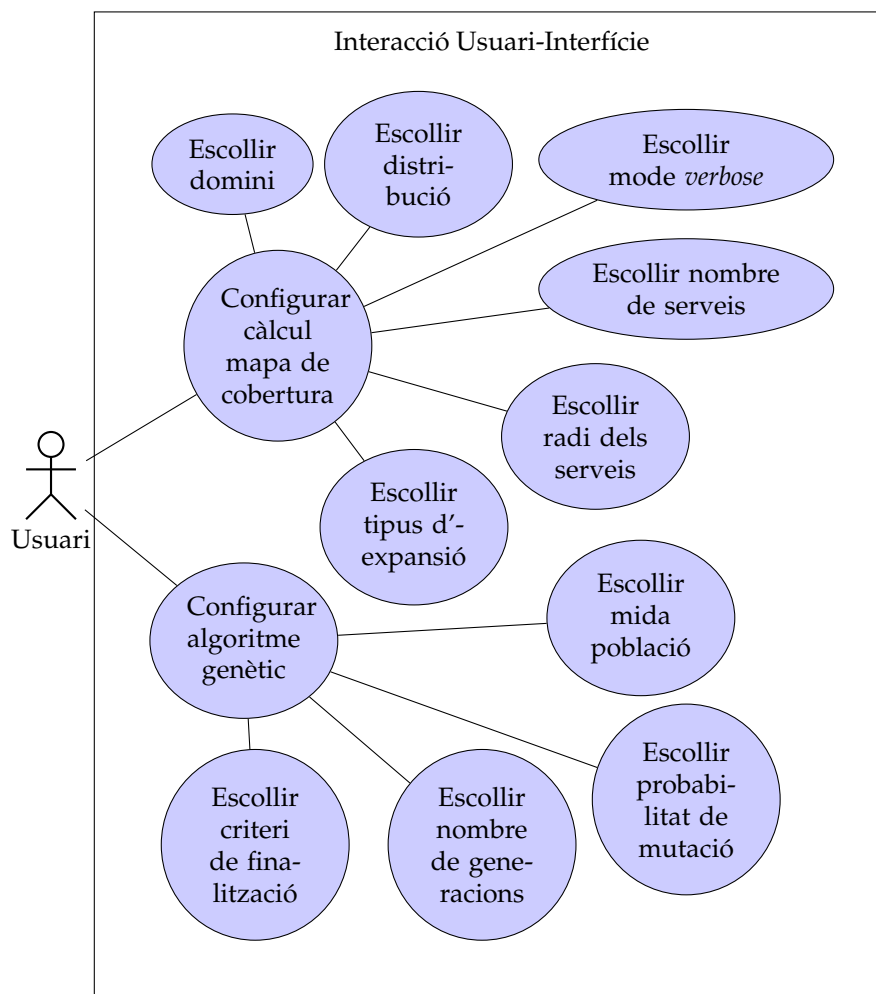 Interacció Usuari-Interfície
Escollir
domini
Escollir
distri-
bució
Escollir
mode verbose
Configurar
càlcul
mapa de
cobertura
Escollir nombre
de serveis
Escollir
radi dels
serveis
Escollir
tipus d'-
expansió
Usuari
Configurar
algoritme
genètic
Escollir
mida
població
Escollir
probabi-
litat de
mutació
Escollir
criteri
de fina-
lització
Escollir
nombre
de gene-
racions